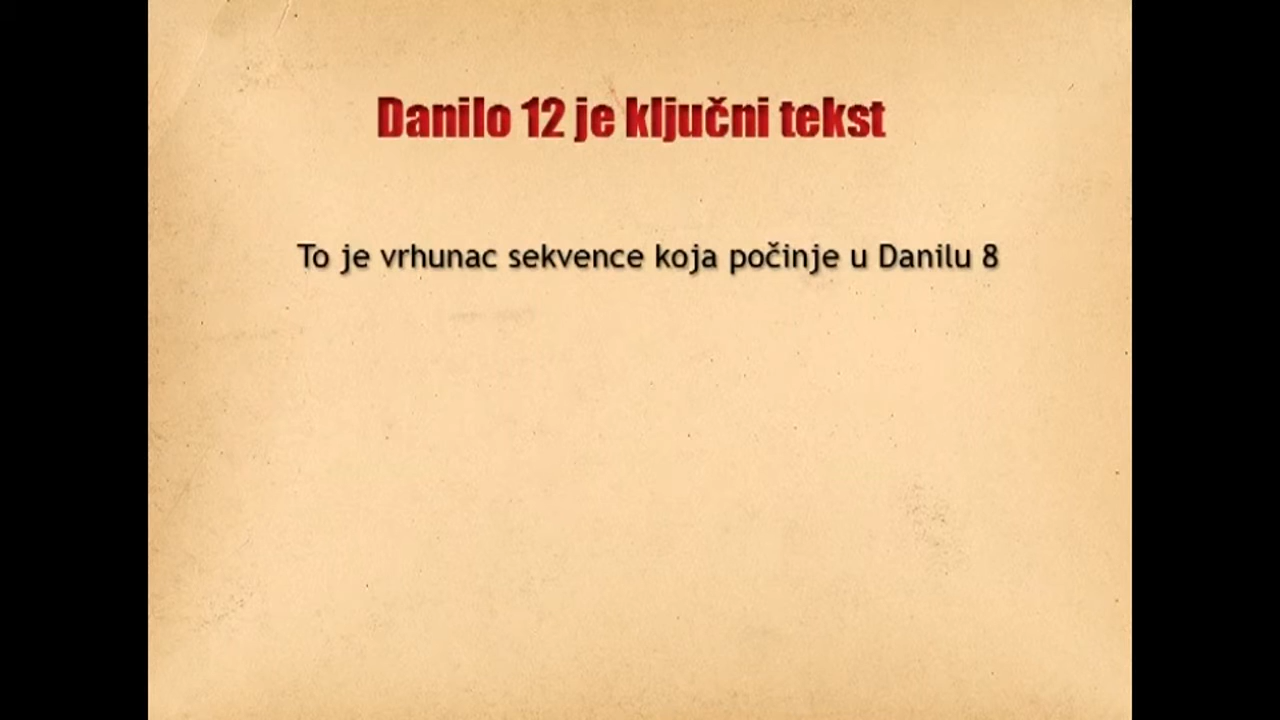 Danilo 12 je ključni tekst
To je vrhunac sekvence koja počinje u Danilu 8